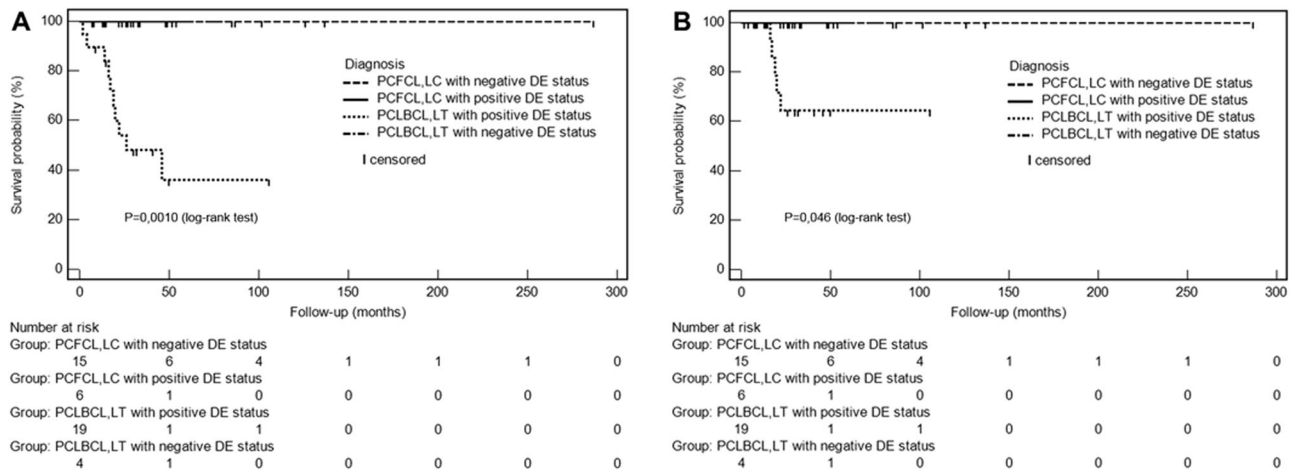 A
100
80
60
40
20
0
Survival probability (%)
Diagnosis
PCFCL,LC with negative DE status
PCFCL,LC with positive DE status
PCLBCL,LT with positive DE status
PCLBCL,LT with negative DE status
I censored
P=0,0010 (log-rank test)
0 50 100 150 200 250 300
Follow-up (months)
Number at risk
Group: PCFCL,LC with negative DE status
15 6 4 1 1 1 0
Group: PCFCL,LC with positive DE status
6 1 0 0 0 0 0
Group: PCLBCL,LT with positive DE status
19 1 1 0 0 0 0
Group: PCLBCL,LT with negative DE status
4 1 0 0 0 0 0
B
100
80
60
40
20
0
Survival probability (%)
Diagnosis
PCFCL,LC with negative DE status
PCFCL,LC with positive DE status
PCLBCL,LT with positive DE status
PCLBCL,LT with negative DE status
I censored
P=0,046 (log-rank test)
0 50 100 150 200 250 300
Follow-up (months)
Number at risk
Group: PCFCL,LC with negative DE status
15 6 4 1 1 1 0
Group: PCFCL,LC with positive DE status
6 1 0 0 0 0 0
Group: PCLBCL,LT with positive DE status
19 1 1 0 0 0 0
Group: PCLBCL,LT with negative DE status
4 1 0 0 0 0 0